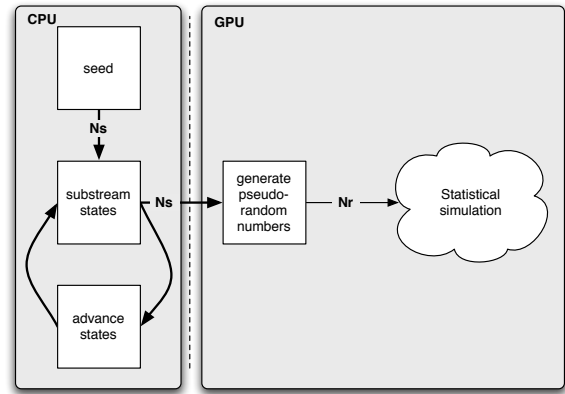 CPU
GPU
seed
Ns
substream
states
Ns
generate
pseudo-
random
numbers
Nr
Statistical
simulation
advance
states